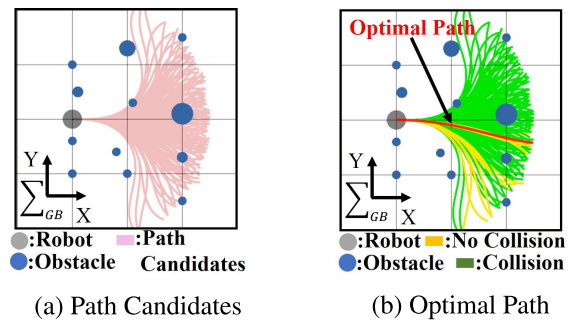 Y
∑GB
X
:Robot :Path
:Obstacle Candidates
(a) Path Candidates
Optimal Path
Y
∑GB
X
:Robot :No Collision
:Obstacle :Collision
(b) Optimal Path